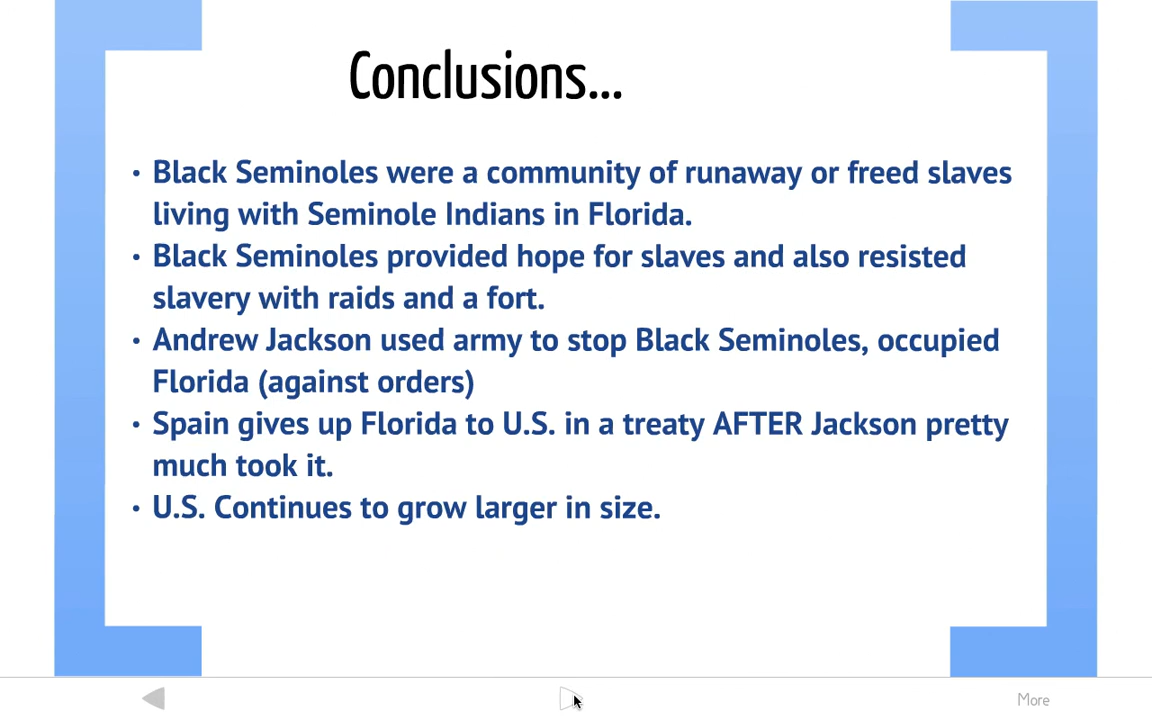 Conclusions...
• Black Seminoles were a community of runaway or freed slaves
living with Seminole Indians in Florida.
• Black Seminoles provided hope for slaves and also resisted
slavery with raids and a fort.
• Andrew Jackson used army to stop Black Seminoles, occupied
Florida (against orders)
• Spain gives up Florida to U.S. in a treaty AFTER Jackson pretty
much took it.
• U.S. Continues to grow larger in size.
More